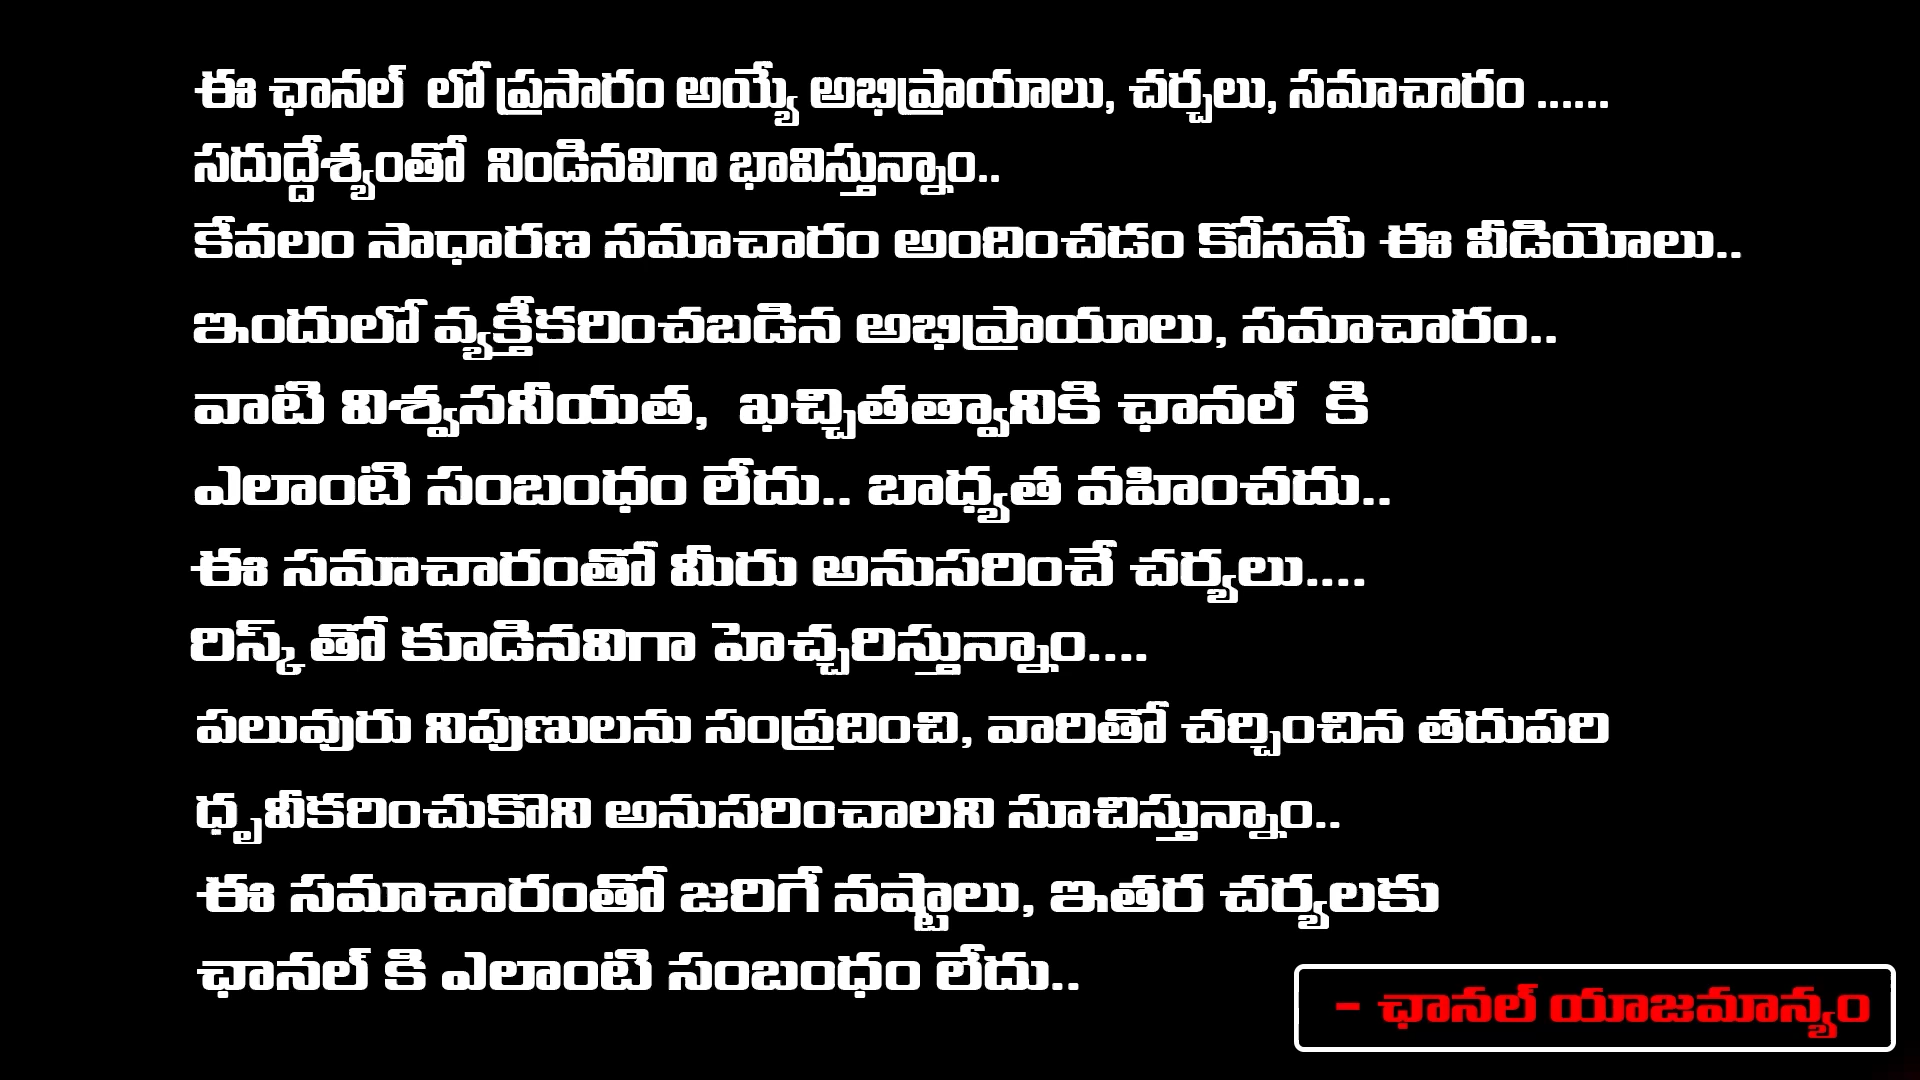 ఈ ఛానల్ లో ప్రసారం అయ్యే అభిప్రాయాలు, చర్చలు, సమాచారం ......
సదుద్దేశ్యంతో నిండినవిగా భావిస్తున్నాం..
కేవలం సాధారణ సమాచారం అందించడం కోసమే ఈ వీడియోలు..
ఇందులో వ్యక్తీకరించబడిన అభిప్రాయాలు, సమాచారం..
వాటి విశ్వసనీయత, ఖచ్చితత్వానికి ఛానల్ కి
ఎలాంటి సంబంధం లేదు.. బాధ్యత వహించదు..
ఈ సమాచారంతో మీరు అనుసరించే చర్యలు....
రిస్క్ తో కూడినవిగా హెచ్చరిస్తున్నాం....
పలువురు నిపుణులను సంప్రదించి, వారితో చర్చించిన తదుపరి
ధృవీకరించుకొని అనుసరించాలని సూచిస్తున్నాం..
ఈ సమాచారంతో జరిగే నష్టాలు, ఇతర చర్యలకు
ఛానల్ కి ఎలాంటి సంబంధం లేదు..
- ఛానల్ యాజమాన్యం